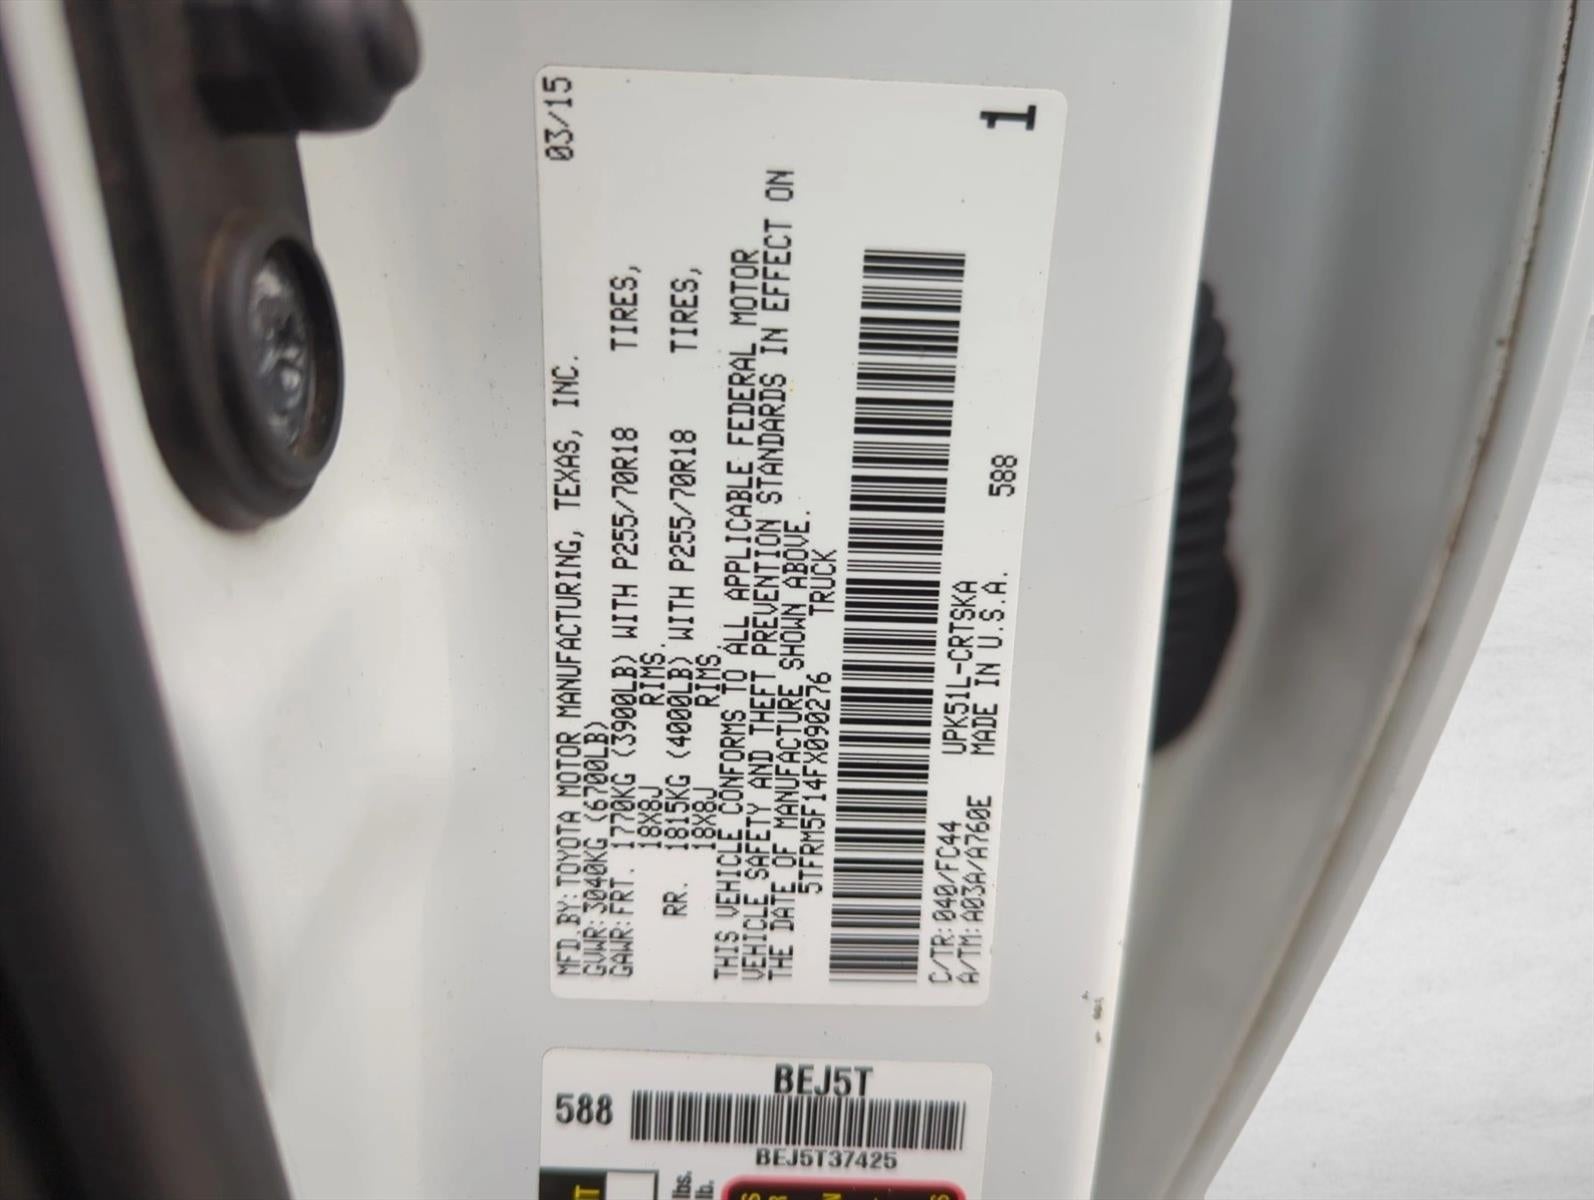 03/15
MFD.BY:TOYOTA MOTOR MANUFACTURING, TEXAS, INC.
GVWR:3040KG (6700LB)
GAWR:FRT. 1770KG (3900LB) WITH P255/70R18 TIRES,
18X8J RIMS.
RR. 1815KG (4000LB) WITH P255/70R18 TIRES,
18X8J RIMS.
THIS VEHICLE CONFORMS TO ALL APPLICABLE FEDERAL MOTOR
VEHICLE SAFETY AND THEFT PREVENTION STANDARDS IN EFFECT ON
THE DATE OF MANUFACTURE SHOWN ABOVE.
5TFRM5F14FX090276 TRUCK
C/TR:040/FC44 UPK51L-CRTSKA
A/TM:A03A/A760E MADE IN U.S.A. 588
1
588
BEJ5T
BEJ5T37425
lbs.
lb.